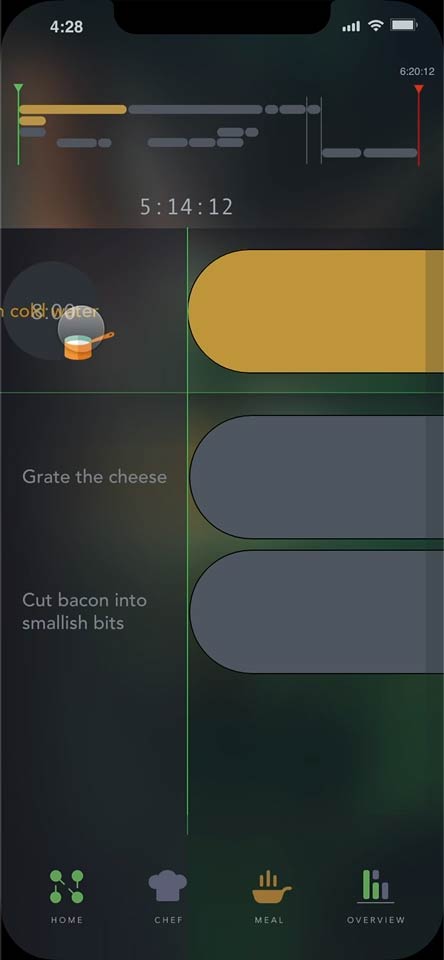 4:28
6:20:12
5:14:12
8:00
cold water
Grate the cheese
Cut bacon into
smallish bits
HOME
CHEF
MEAL
OVERVIEW